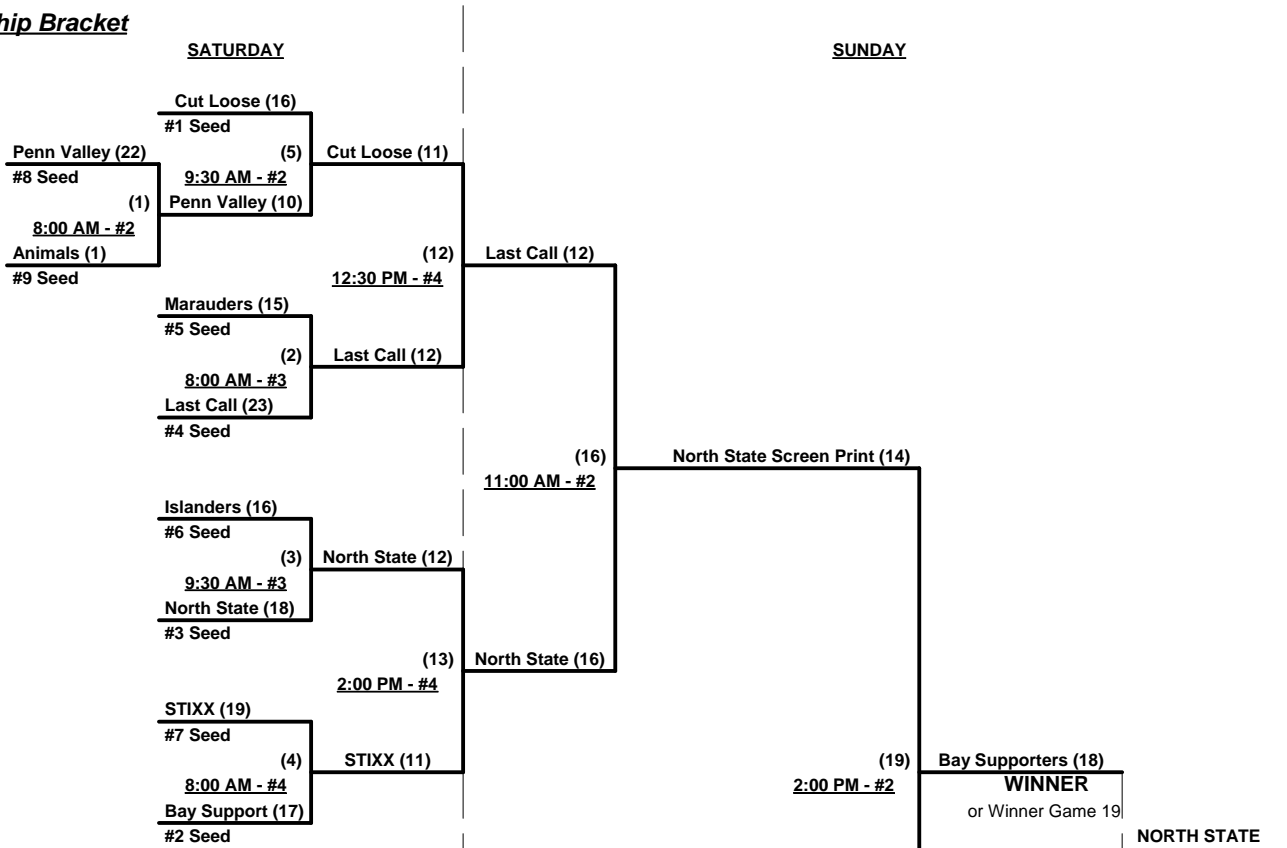 hip Bracket
SATURDAY
SUNDAY
Cut Loose (16)
#1 Seed
Penn Valley (22)
(5)
Cut Loose (11)
#8 Seed
9:30 AM - #2
(1)
Penn Valley (10)
8:00 AM - #2
Animals (1)
(12)
Last Call (12)
#9 Seed
12:30 PM - #4
Marauders (15)
#5 Seed
(2)
Last Call (12)
8:00 AM - #3
Last Call (23)
#4 Seed
(16)
North State Screen Print (14)
11:00 AM - #2
Islanders (16)
#6 Seed
(3)
North State (12)
9:30 AM - #3
North State (18)
#3 Seed
(13)
North State (16)
2:00 PM - #4
STIXX (19)
#7 Seed
(4)
STIXX (11)
(19)
Bay Supporters (18)
8:00 AM - #4
2:00 PM - #2
WINNER
Bay Support (17)
or Winner Game 19
#2 Seed
NORTH STATE